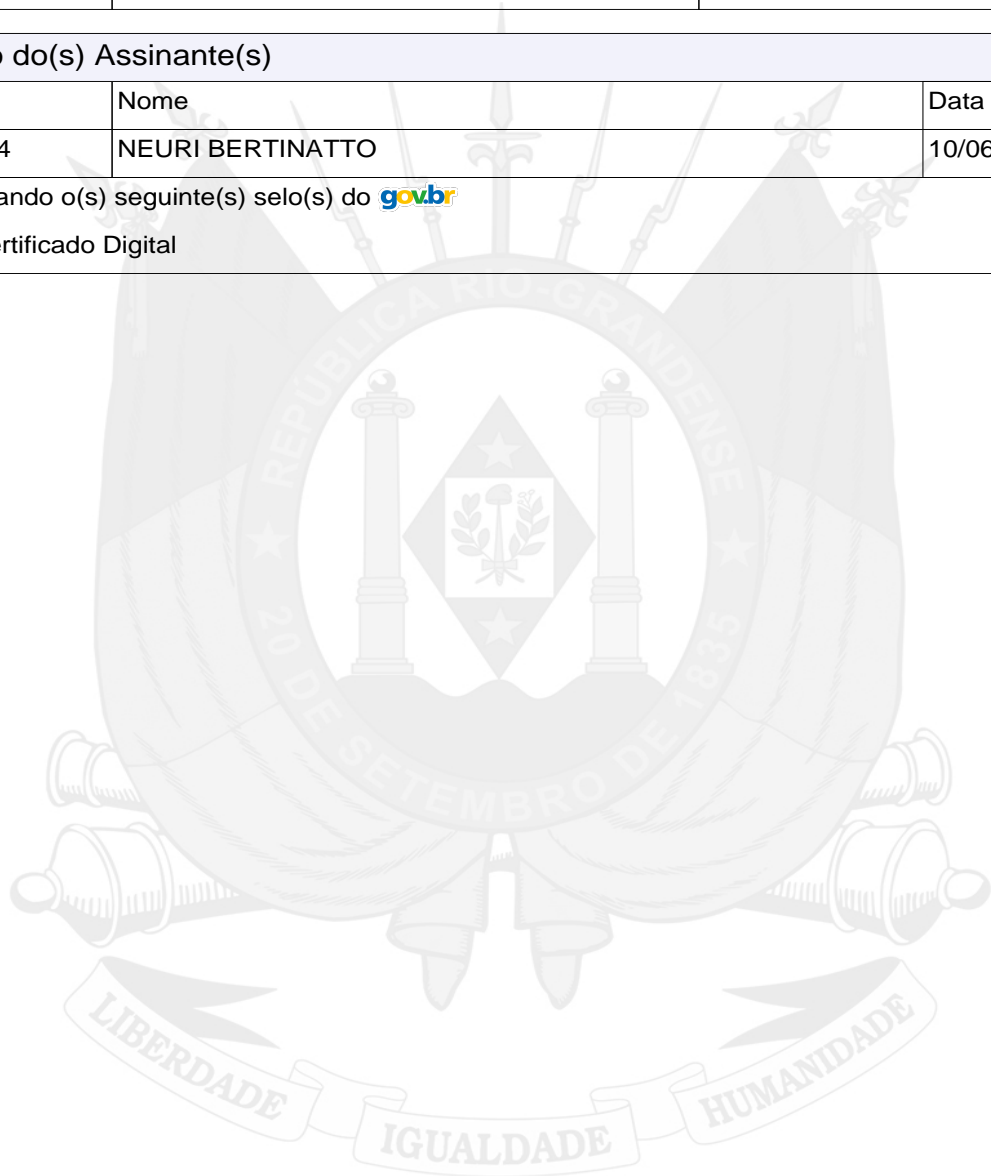 o do(s) Assinante(s)
Nome Data
4 NEURI BERTINATTO 10/06
ando o(s) seguinte(s) selo(s) do gov.br
ertificado Digital
REPÚBLICA RIO-GRANDENSE
20 DE SETEMBRO DE 1835
LIBERDADE IGUALDADE HUMANIDADE